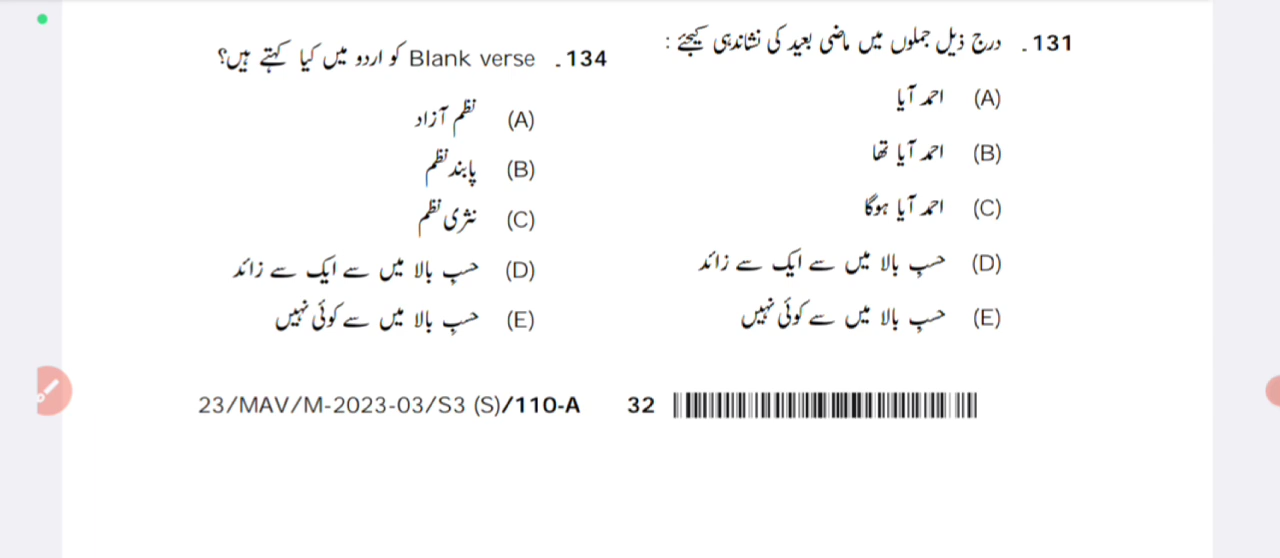 131. درج ذیل جملوں میں ماضی بعید کی نشاندہی کیجئے :
(A) احمد آیا
(B) احمد آیا تھا
(C) احمد آیا ہوگا
(D) حسبِ بالا میں سے ایک سے زائد
(E) حسبِ بالا میں سے کوئی نہیں
134. Blank verse کو اردو میں کیا کہتے ہیں؟
(A) نظم آزاد
(B) پابند نظم
(C) نثری نظم
(D) حسبِ بالا میں سے ایک سے زائد
(E) حسبِ بالا میں سے کوئی نہیں
23/MAV/M-2023-03/S3 (S)/110-A 32